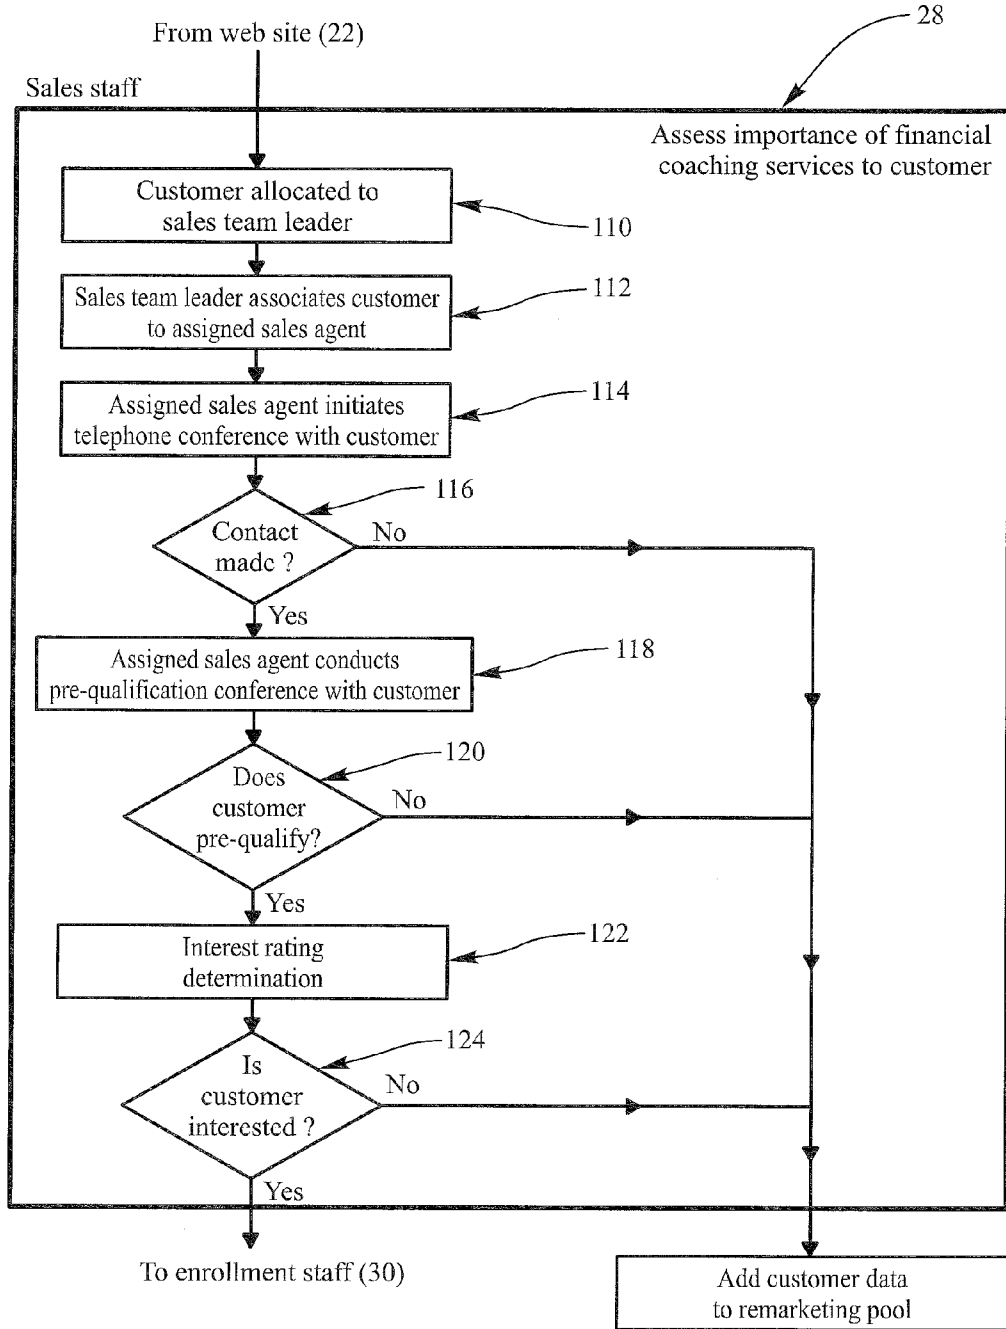 28
From web site (22)
Sales staff
Assess importance of financial
coaching services to customer
Customer allocated to
sales team leader
110
Sales team leader associates customer
to assigned sales agent
112
Assigned sales agent initiates
telephone conference with customer
114
116
Contact
made ?
No
Yes
Assigned sales agent conducts
pre-qualification conference with customer
118
120
Does
customer
pre-qualify?
No
Yes
Interest rating
determination
122
124
Is
customer
interested ?
No
Yes
To enrollment staff (30)
Add customer data
to remarketing pool